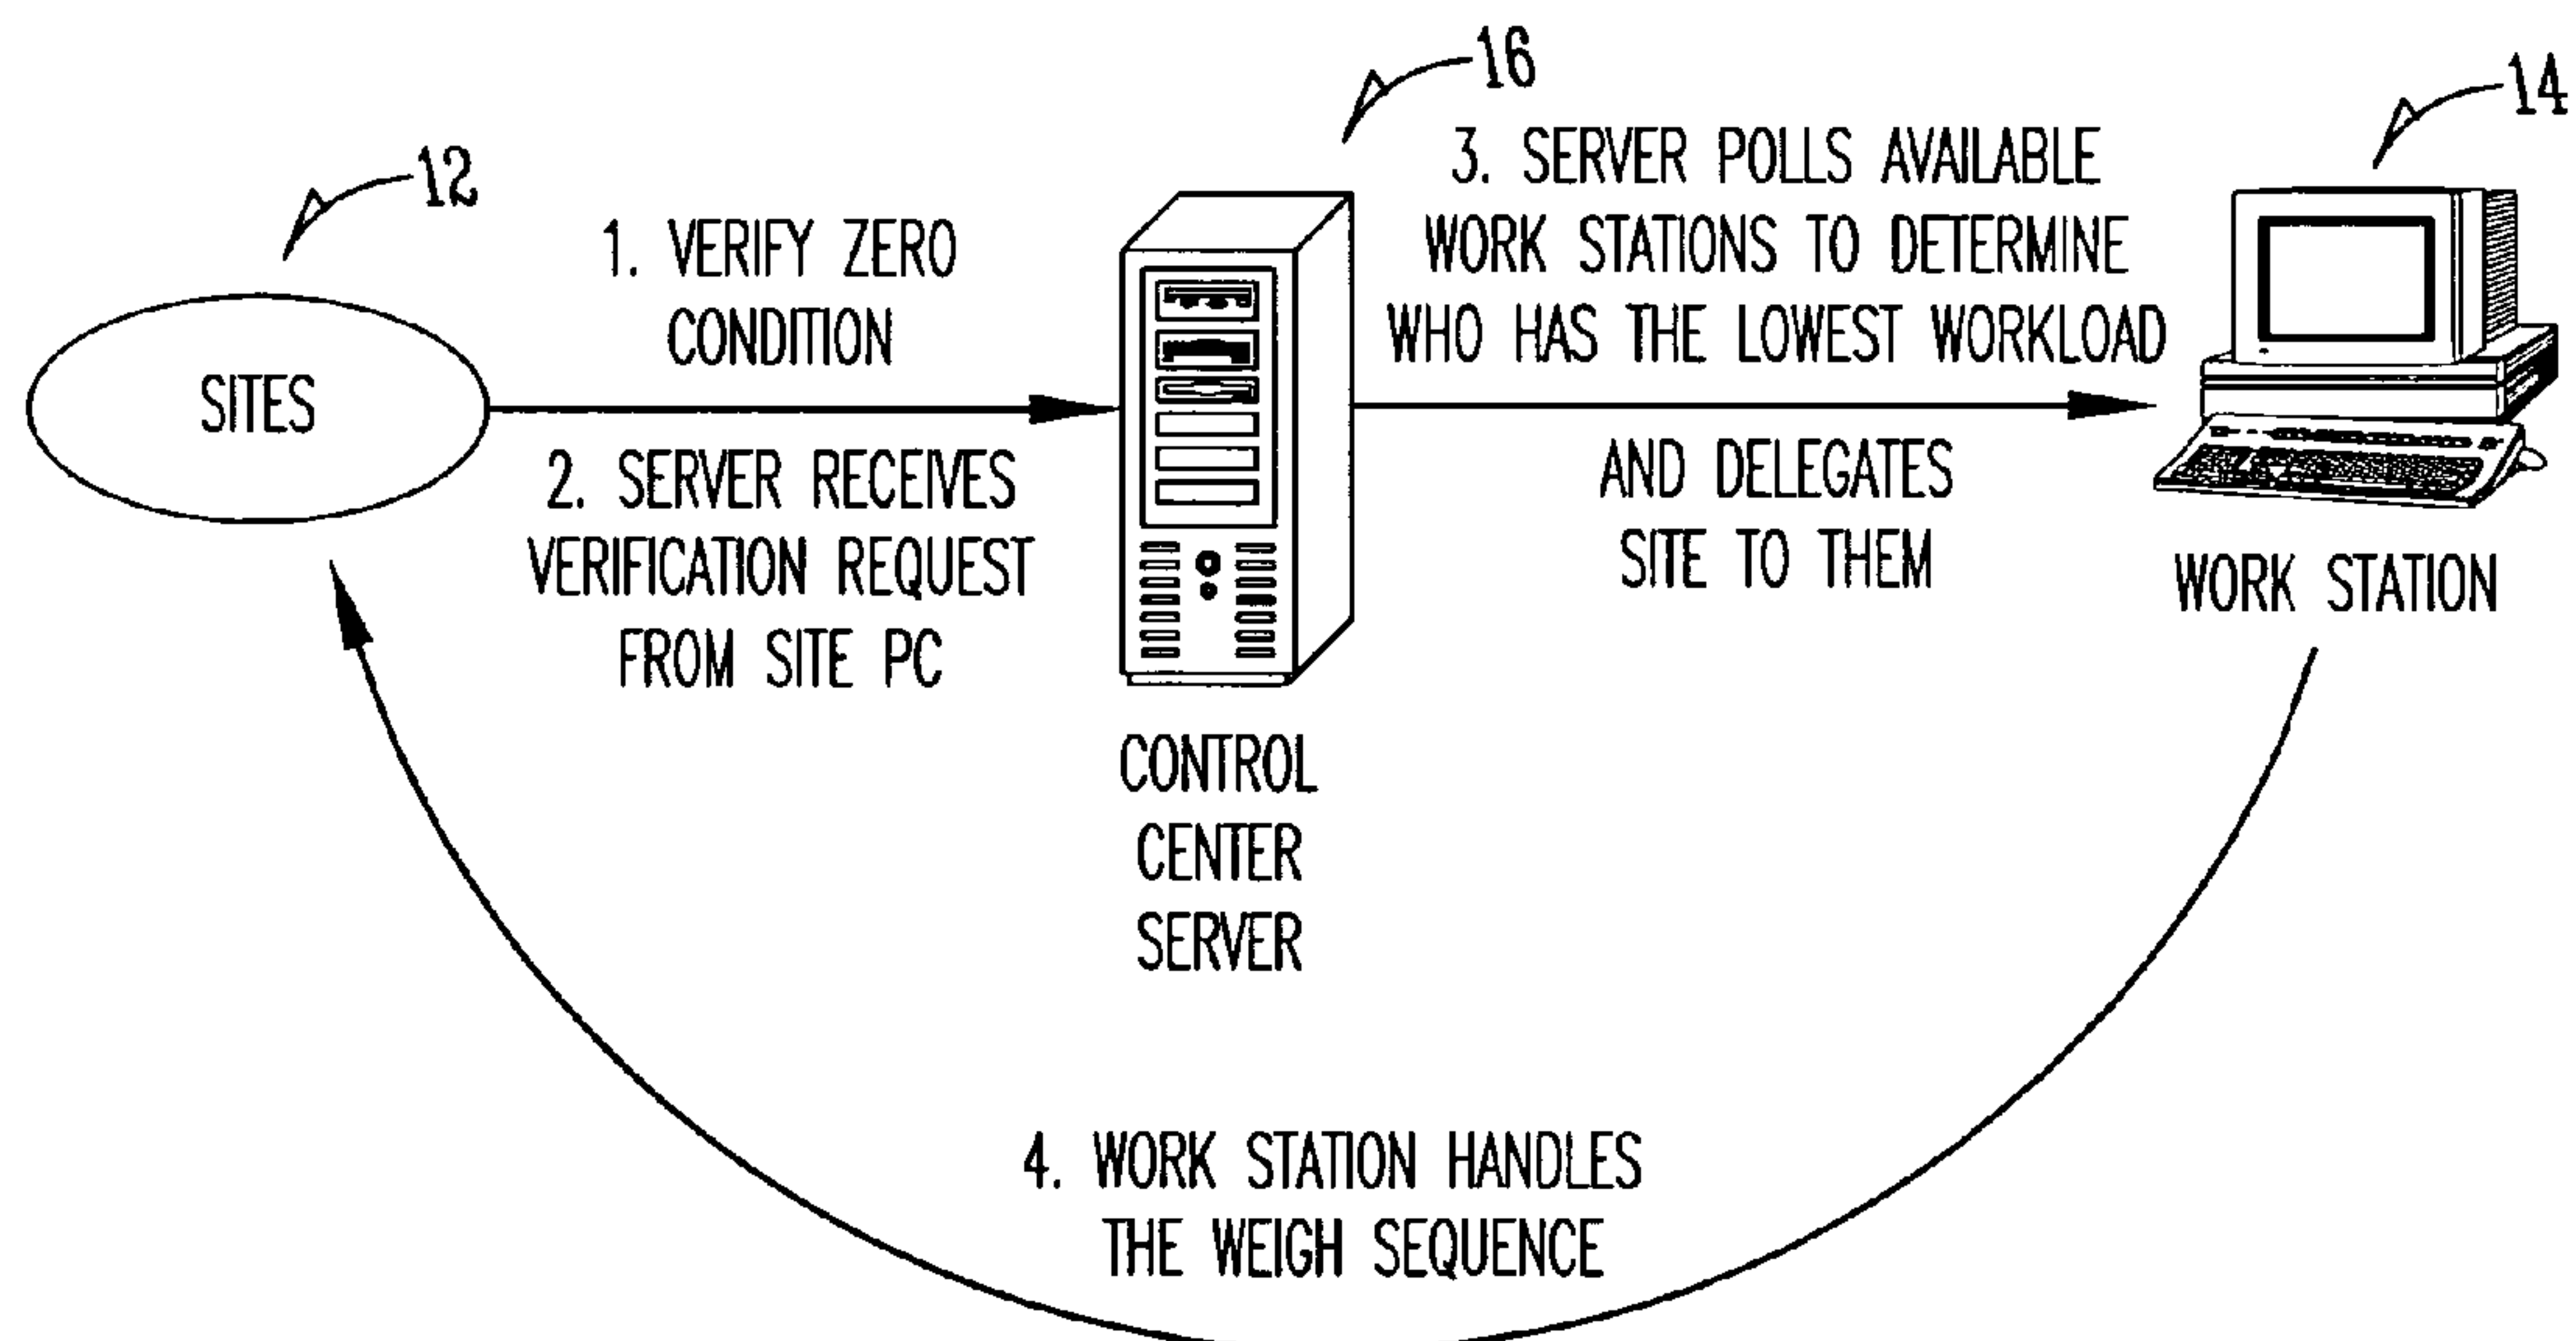 12
16
14
1. VERIFY ZERO
CONDITION
SITES
2. SERVER RECEIVES
VERIFICATION REQUEST
FROM SITE PC
3. SERVER POLLS AVAILABLE
WORK STATIONS TO DETERMINE
WHO HAS THE LOWEST WORKLOAD
AND DELEGATES
SITE TO THEM
WORK STATION
CONTROL
CENTER
SERVER
4. WORK STATION HANDLES
THE WEIGH SEQUENCE